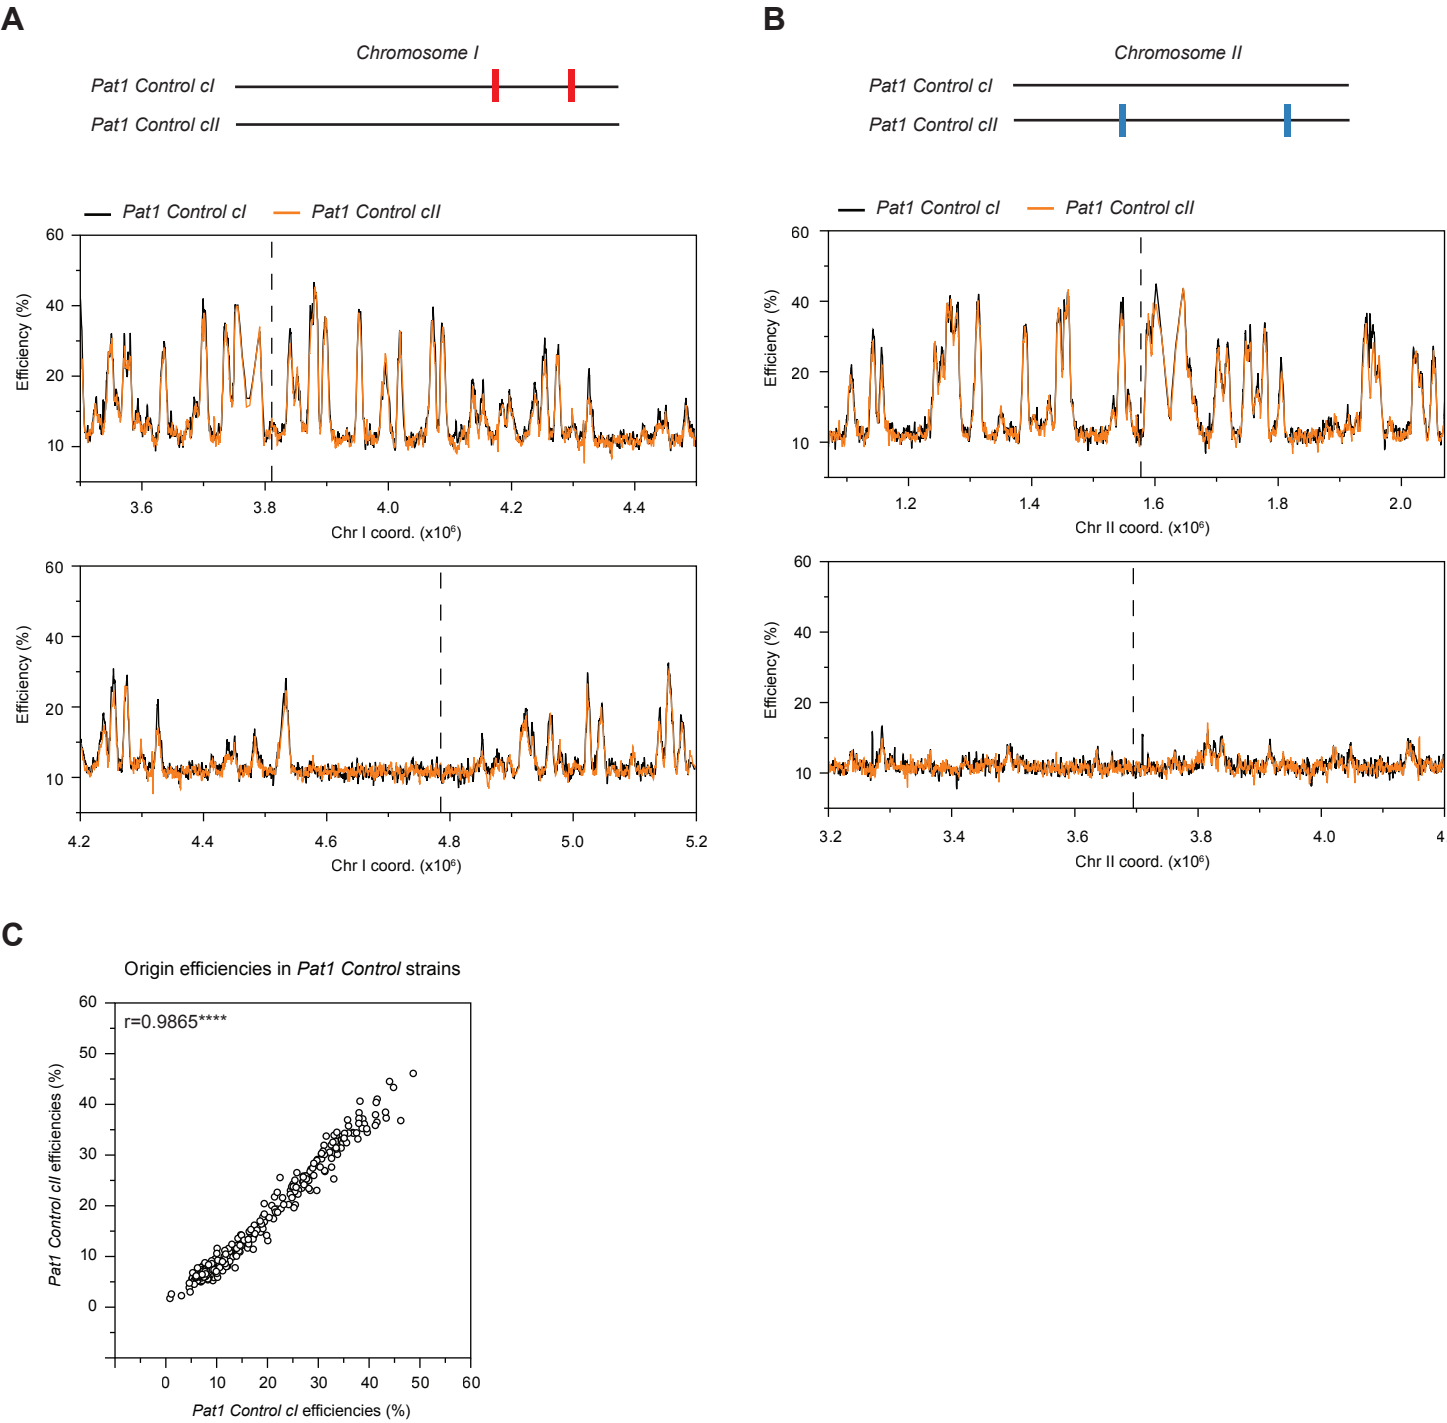 A
Chromosome I
Pat1 Control cI
Pat1 Control cII
Pat1 Control cI
Pat1 Control cII
60
40
20
10
Efficiency (%)
3.6
3.8
4.0
4.2
4.4
Chr I coord. (x10⁶)
60
40
20
10
Efficiency (%)
4.2
4.4
4.6
4.8
5.0
5.2
Chr I coord. (x10⁶)
B
Chromosome II
Pat1 Control cI
Pat1 Control cII
Pat1 Control cI
Pat1 Control cII
60
40
20
10
Efficiency (%)
1.2
1.4
1.6
1.8
2.0
Chr II coord. (x10⁶)
60
40
20
10
Efficiency (%)
3.2
3.4
3.6
3.8
4.0
4
Chr II coord. (x10⁶)
C
Origin efficiencies in Pat1 Control strains
r=0.9865****
60
50
40
30
20
10
0
Pat1 Control cII efficiencies (%)
0
10
20
30
40
50
60
Pat1 Control cI efficiencies (%)